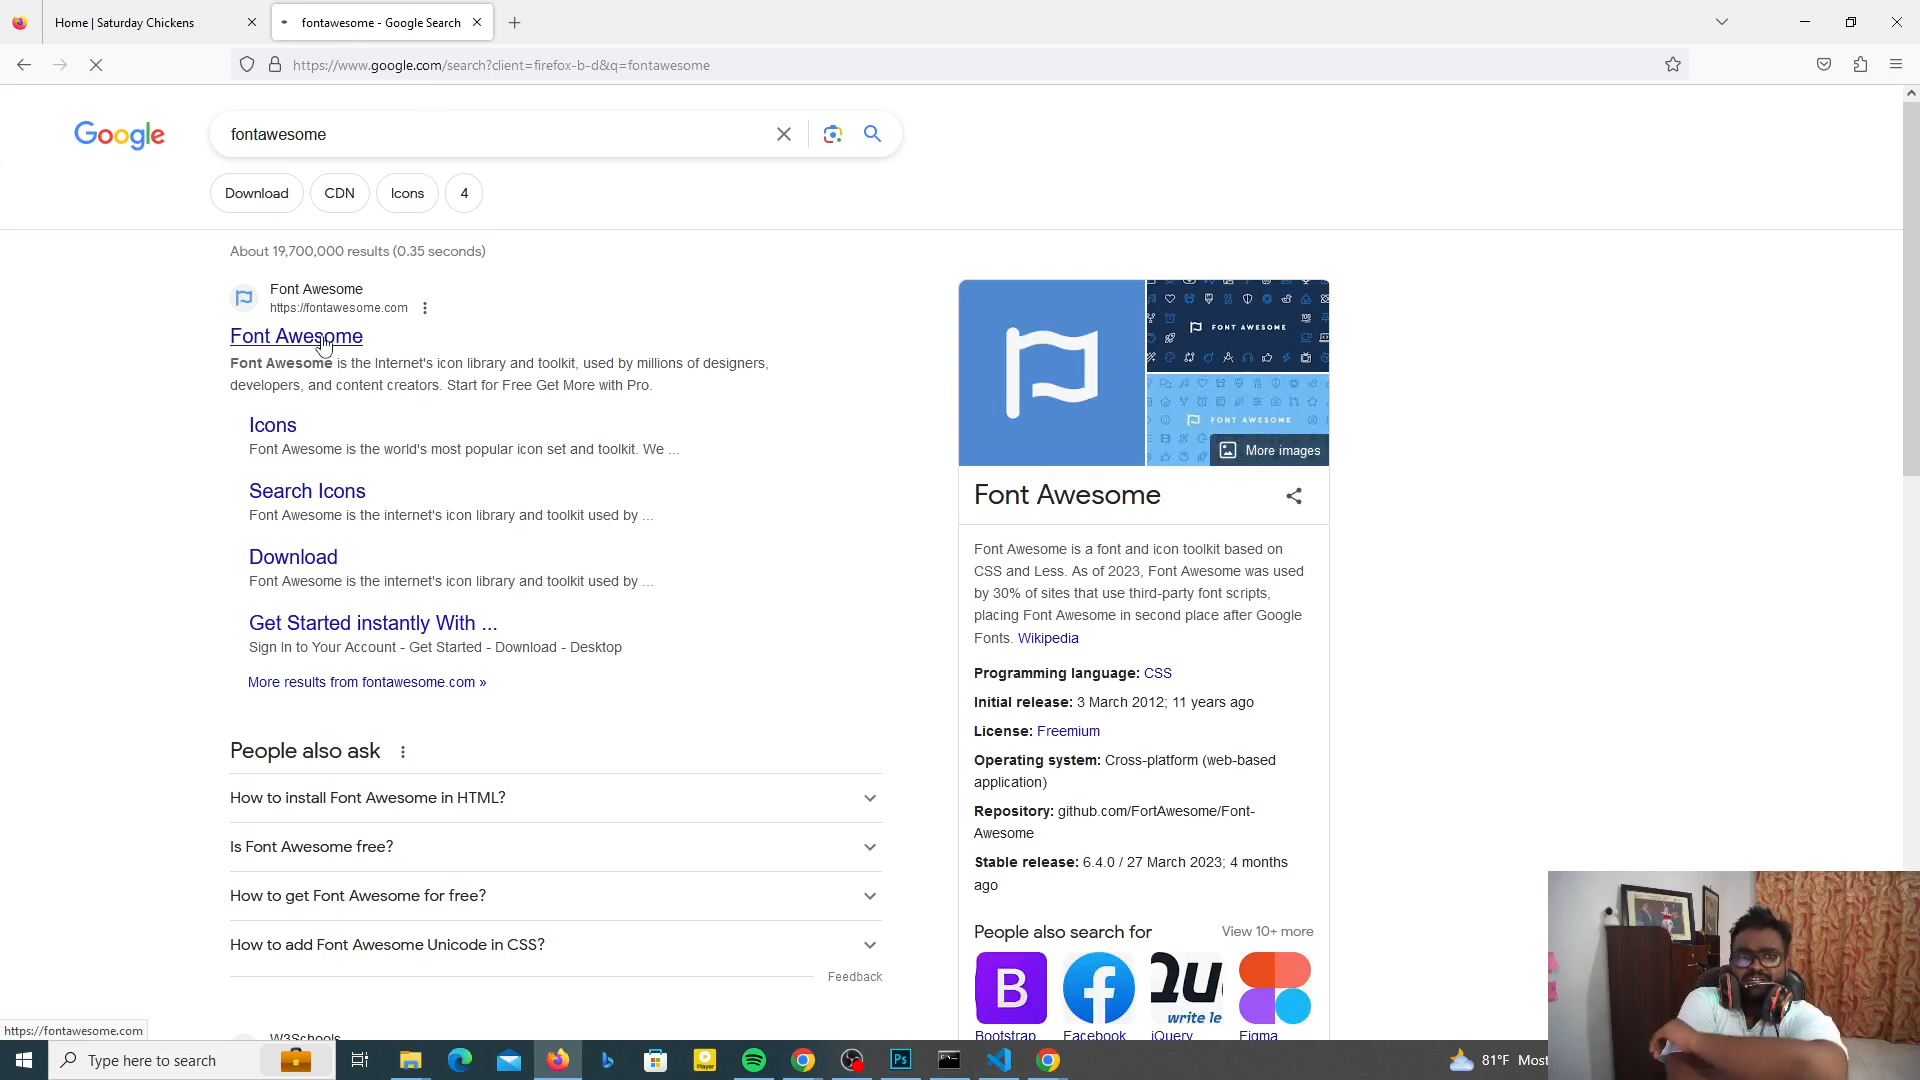 Home | Saturday Chickens
fontawesome - Google Search
https://www.google.com/search?client=firefox-b-d&q=fontawesome
Google
fontawesome
Download
CDN
Icons
4
About 19,700,000 results (0.35 seconds)
Font Awesome
https://fontawesome.com
Font Awesome
Font Awesome is the Internet's icon library and toolkit, used by millions of designers,
developers, and content creators. Start for Free Get More with Pro.
Icons
Font Awesome is the world's most popular icon set and toolkit. We ...
Search Icons
Font Awesome is the internet's icon library and toolkit used by ...
Download
Font Awesome is the internet's icon library and toolkit used by ...
Get Started instantly With ...
Sign In to Your Account - Get Started - Download - Desktop
More results from fontawesome.com »
People also ask
How to install Font Awesome in HTML?
Is Font Awesome free?
How to get Font Awesome for free?
How to add Font Awesome Unicode in CSS?
Feedback
W3Schools
FONT AWESOME
FONT AWESOME
More images
Font Awesome
Font Awesome is a font and icon toolkit based on
CSS and Less. As of 2023, Font Awesome was used
by 30% of sites that use third-party font scripts,
placing Font Awesome in second place after Google
Fonts. Wikipedia
Programming language: CSS
Initial release: 3 March 2012; 11 years ago
License: Freemium
Operating system: Cross-platform (web-based
application)
Repository: github.com/FortAwesome/Font-
Awesome
Stable release: 6.4.0 / 27 March 2023; 4 months
ago
People also search for
View 10+ more
B
write le
Bootstrap
Facebook
jQuery
Figma
https://fontawesome.com
Type here to search
Player
Ps
81°F Most